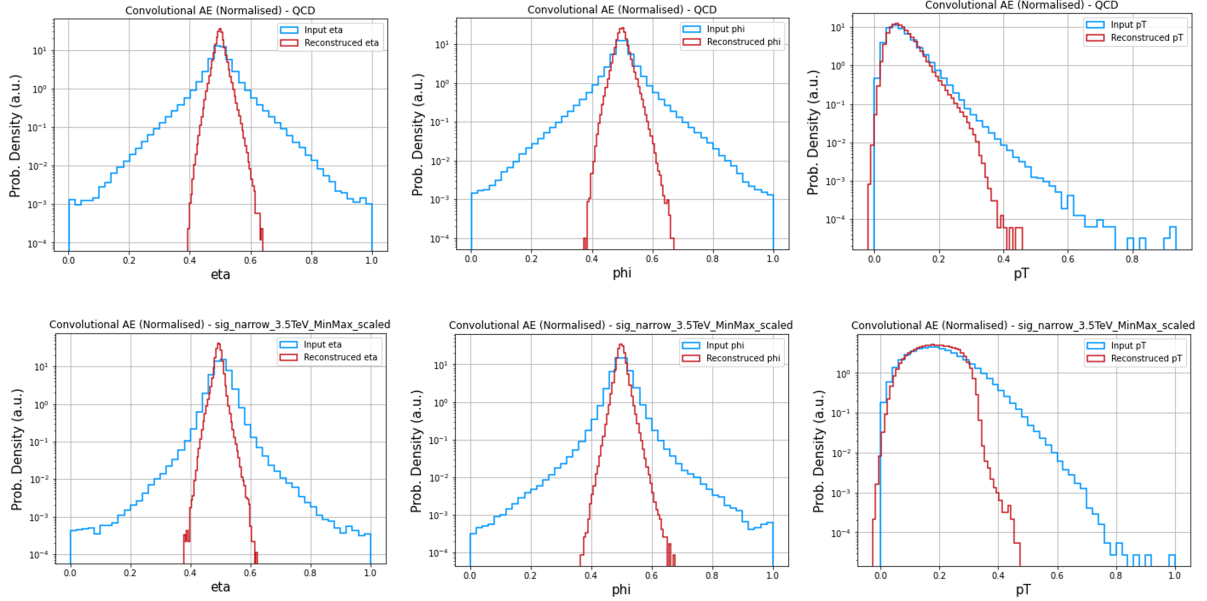 Convolutional AE (Normalised) - QCD
Input eta
Reconstruced eta
Prob. Density (a.u.)
10¹
10⁰
10⁻¹
10⁻²
10⁻³
10⁻⁴
0.0 0.2 0.4 0.6 0.8 1.0
eta
Convolutional AE (Normalised) - QCD
Input phi
Reconstruced phi
Prob. Density (a.u.)
10¹
10⁰
10⁻¹
10⁻²
10⁻³
10⁻⁴
0.0 0.2 0.4 0.6 0.8 1.0
phi
Convolutional AE (Normalised) - QCD
Input pT
Reconstruced pT
Prob. Density (a.u.)
10¹
10⁰
10⁻¹
10⁻²
10⁻³
10⁻⁴
0.0 0.2 0.4 0.6 0.8
pT
Convolutional AE (Normalised) - sig_narrow_3.5TeV_MinMax_scaled
Input eta
Reconstruced eta
Prob. Density (a.u.)
10¹
10⁰
10⁻¹
10⁻²
10⁻³
10⁻⁴
0.0 0.2 0.4 0.6 0.8 1.0
eta
Convolutional AE (Normalised) - sig_narrow_3.5TeV_MinMax_scaled
Input phi
Reconstruced phi
Prob. Density (a.u.)
10¹
10⁰
10⁻¹
10⁻²
10⁻³
10⁻⁴
0.0 0.2 0.4 0.6 0.8 1.0
phi
Convolutional AE (Normalised) - sig_narrow_3.5TeV_MinMax_scaled
Input pT
Reconstruced pT
Prob. Density (a.u.)
10⁰
10⁻¹
10⁻²
10⁻³
10⁻⁴
0.0 0.2 0.4 0.6 0.8 1.0
pT